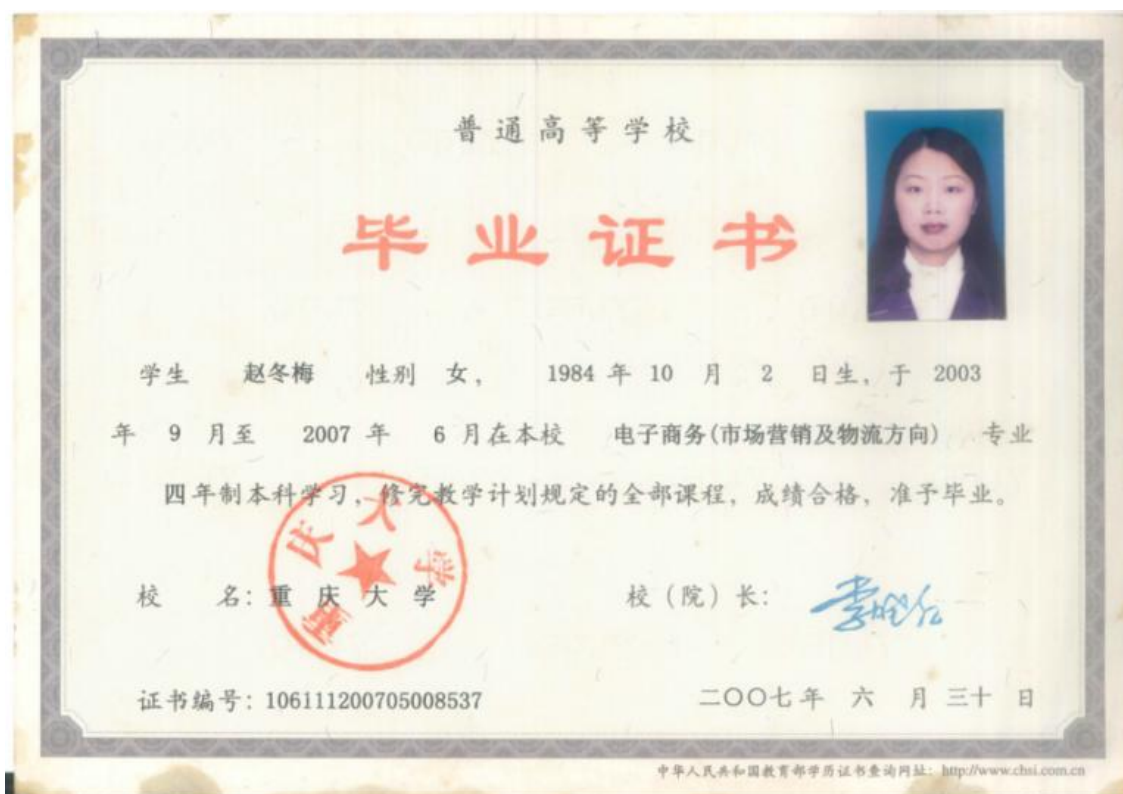 普通高等学校
毕业证书
学生 赵冬梅 性别 女， 1984 年 10 月 2 日生，于 2003
年 9 月至 2007 年 6 月在本校 电子商务(市场营销及物流方向) 专业
四年制本科学习，修完教学计划规定的全部课程，成绩合格，准予毕业。
校 名：重庆大学 校（院）长：
重庆大学
证书编号：106111200705008537 二〇〇七年 六 月 三十 日
中华人民共和国教育部学历证书查询网址：http://www.chsi.com.cn